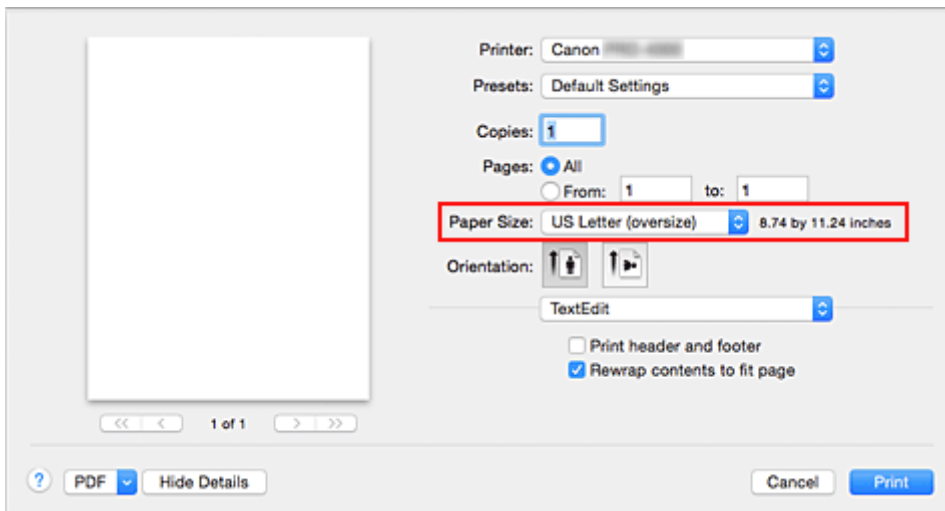 Printer: Canon
Presets: Default Settings
Copies: 1
Pages: All
From: 1 to: 1
Paper Size: US Letter (oversize) 8.74 by 11.24 inches
Orientation:
TextEdit
Print header and footer
Rewrap contents to fit page
1 of 1
? PDF Hide Details Cancel Print